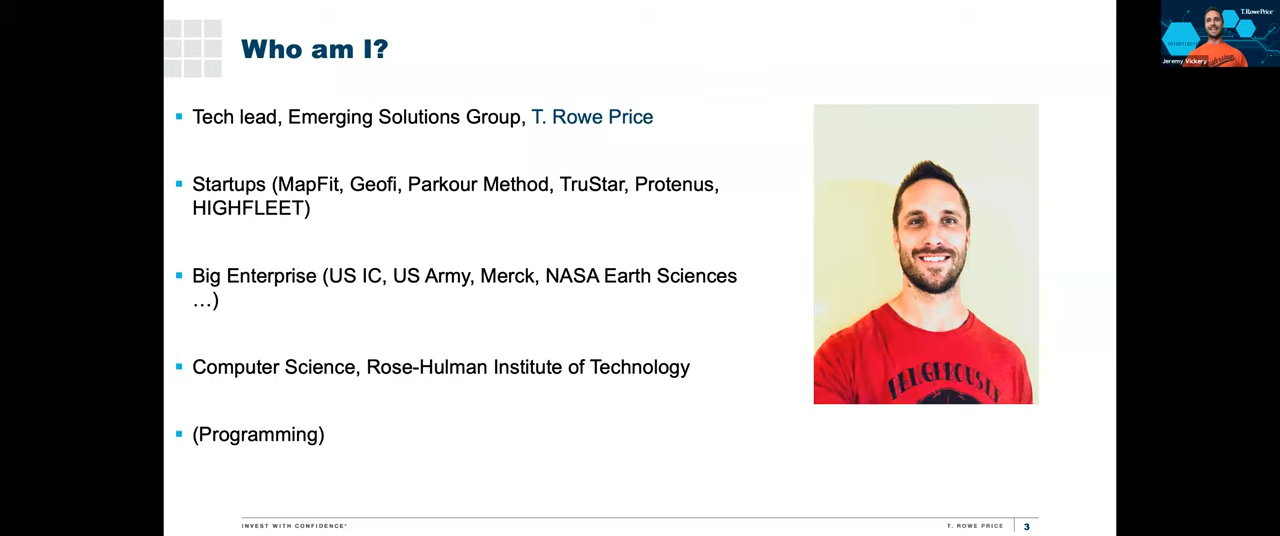 Who am I?
Tech lead, Emerging Solutions Group, T. Rowe Price
Startups (MapFit, Geofi, Parkour Method, TruStar, Protenus,
HIGHFLEET)
Big Enterprise (US IC, US Army, Merck, NASA Earth Sciences
…)
Computer Science, Rose-Hulman Institute of Technology
(Programming)
DANGEROUSLY
INVEST WITH CONFIDENCE
T. ROWE PRICE
3
T.RowePrice
Jeremy Vickery